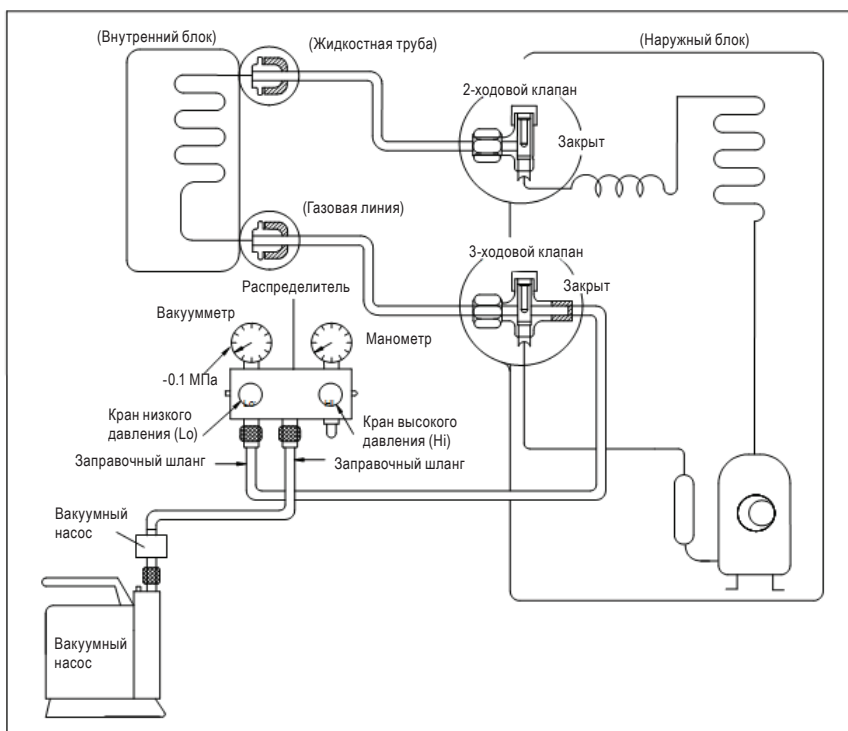 (Внутренний блок)
(Жидкостная труба)
(Наружный блок)
2-ходовой клапан
Закрыт
(Газовая линия)
3-ходовой клапан
Закрыт
Распределитель
Вакуумметр
Манометр
-0.1 МПа
Lo
Hi
Кран низкого
давления (Lo)
Кран высокого
давления (Hi)
Заправочный шланг
Заправочный шланг
Вакуумный
насос
Вакуумный
насос